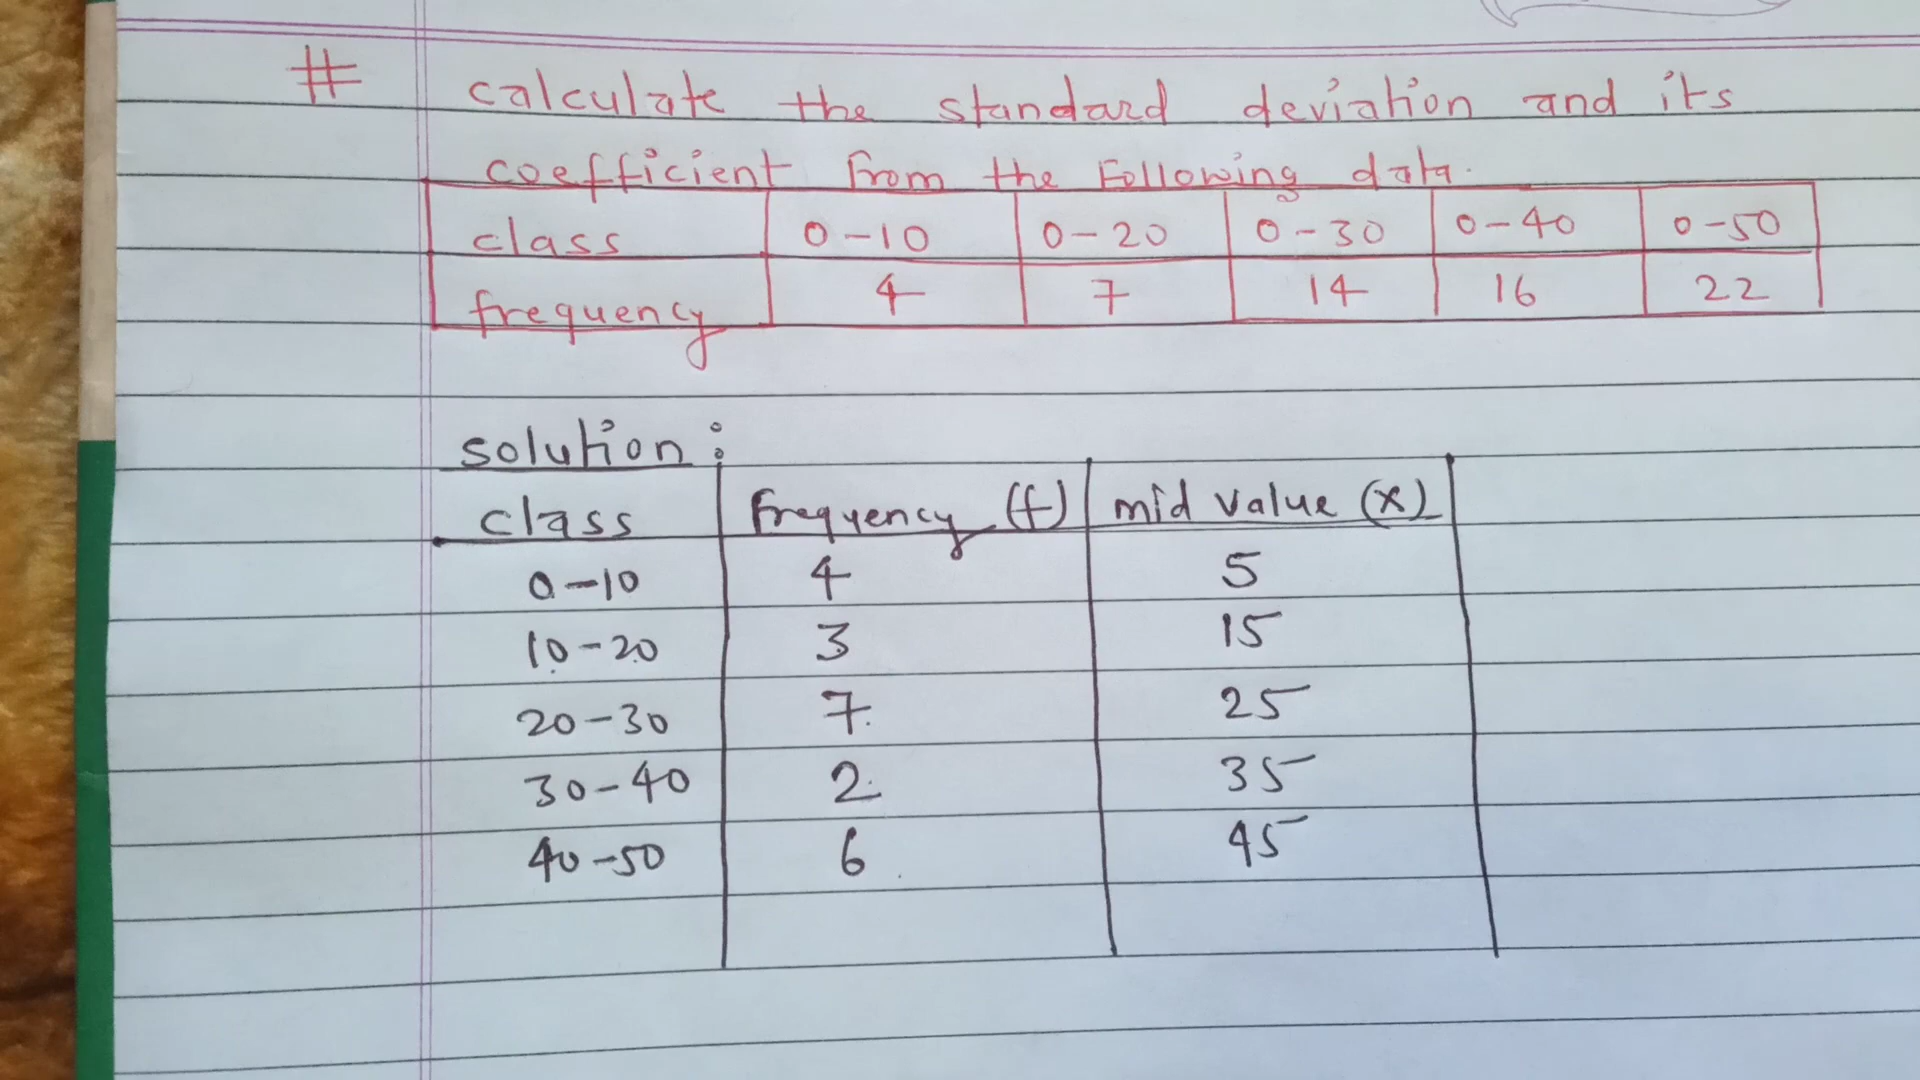 # calculate the standard deviation and its
coefficient from the following data.
class 0-10 0-20 0-30 0-40 0-50
frequency 4 7 14 16 22
solution:
class frequency (f) mid value (x)
0-10 4 5
10-20 3 15
20-30 7 25
30-40 2 35
40-50 6 45